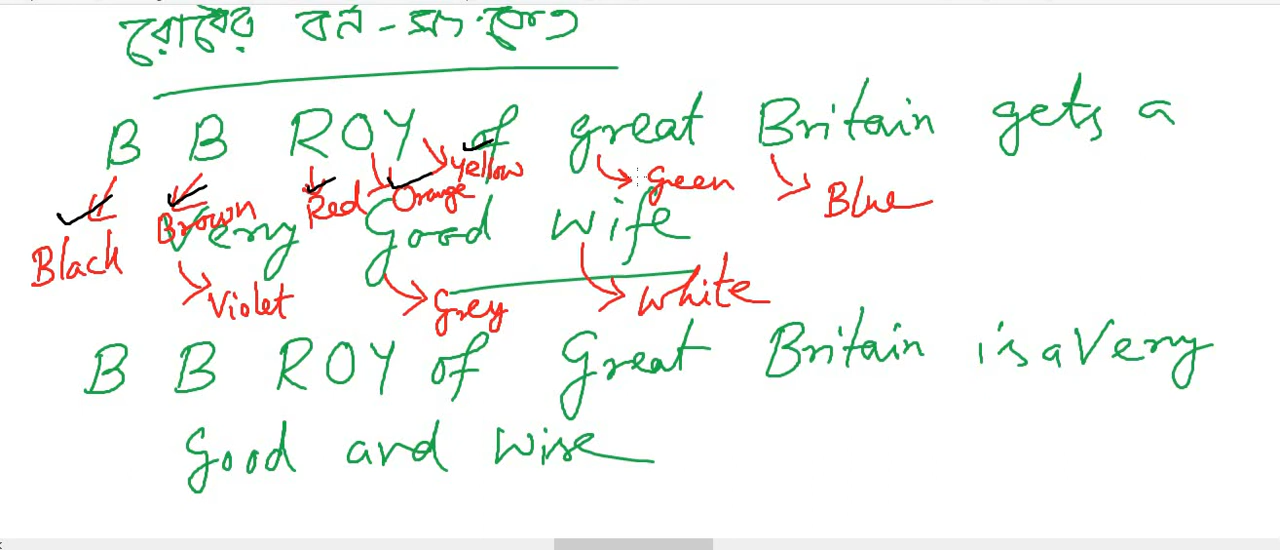 রোধের বর্ন-সংকেত
B B ROY of great Britain gets a
Yellow
Green
Red Orange
Blue
Brown
Very Good wife
Black
Violet Grey White
B B ROY of Great Britain is a Very
Good and Wise